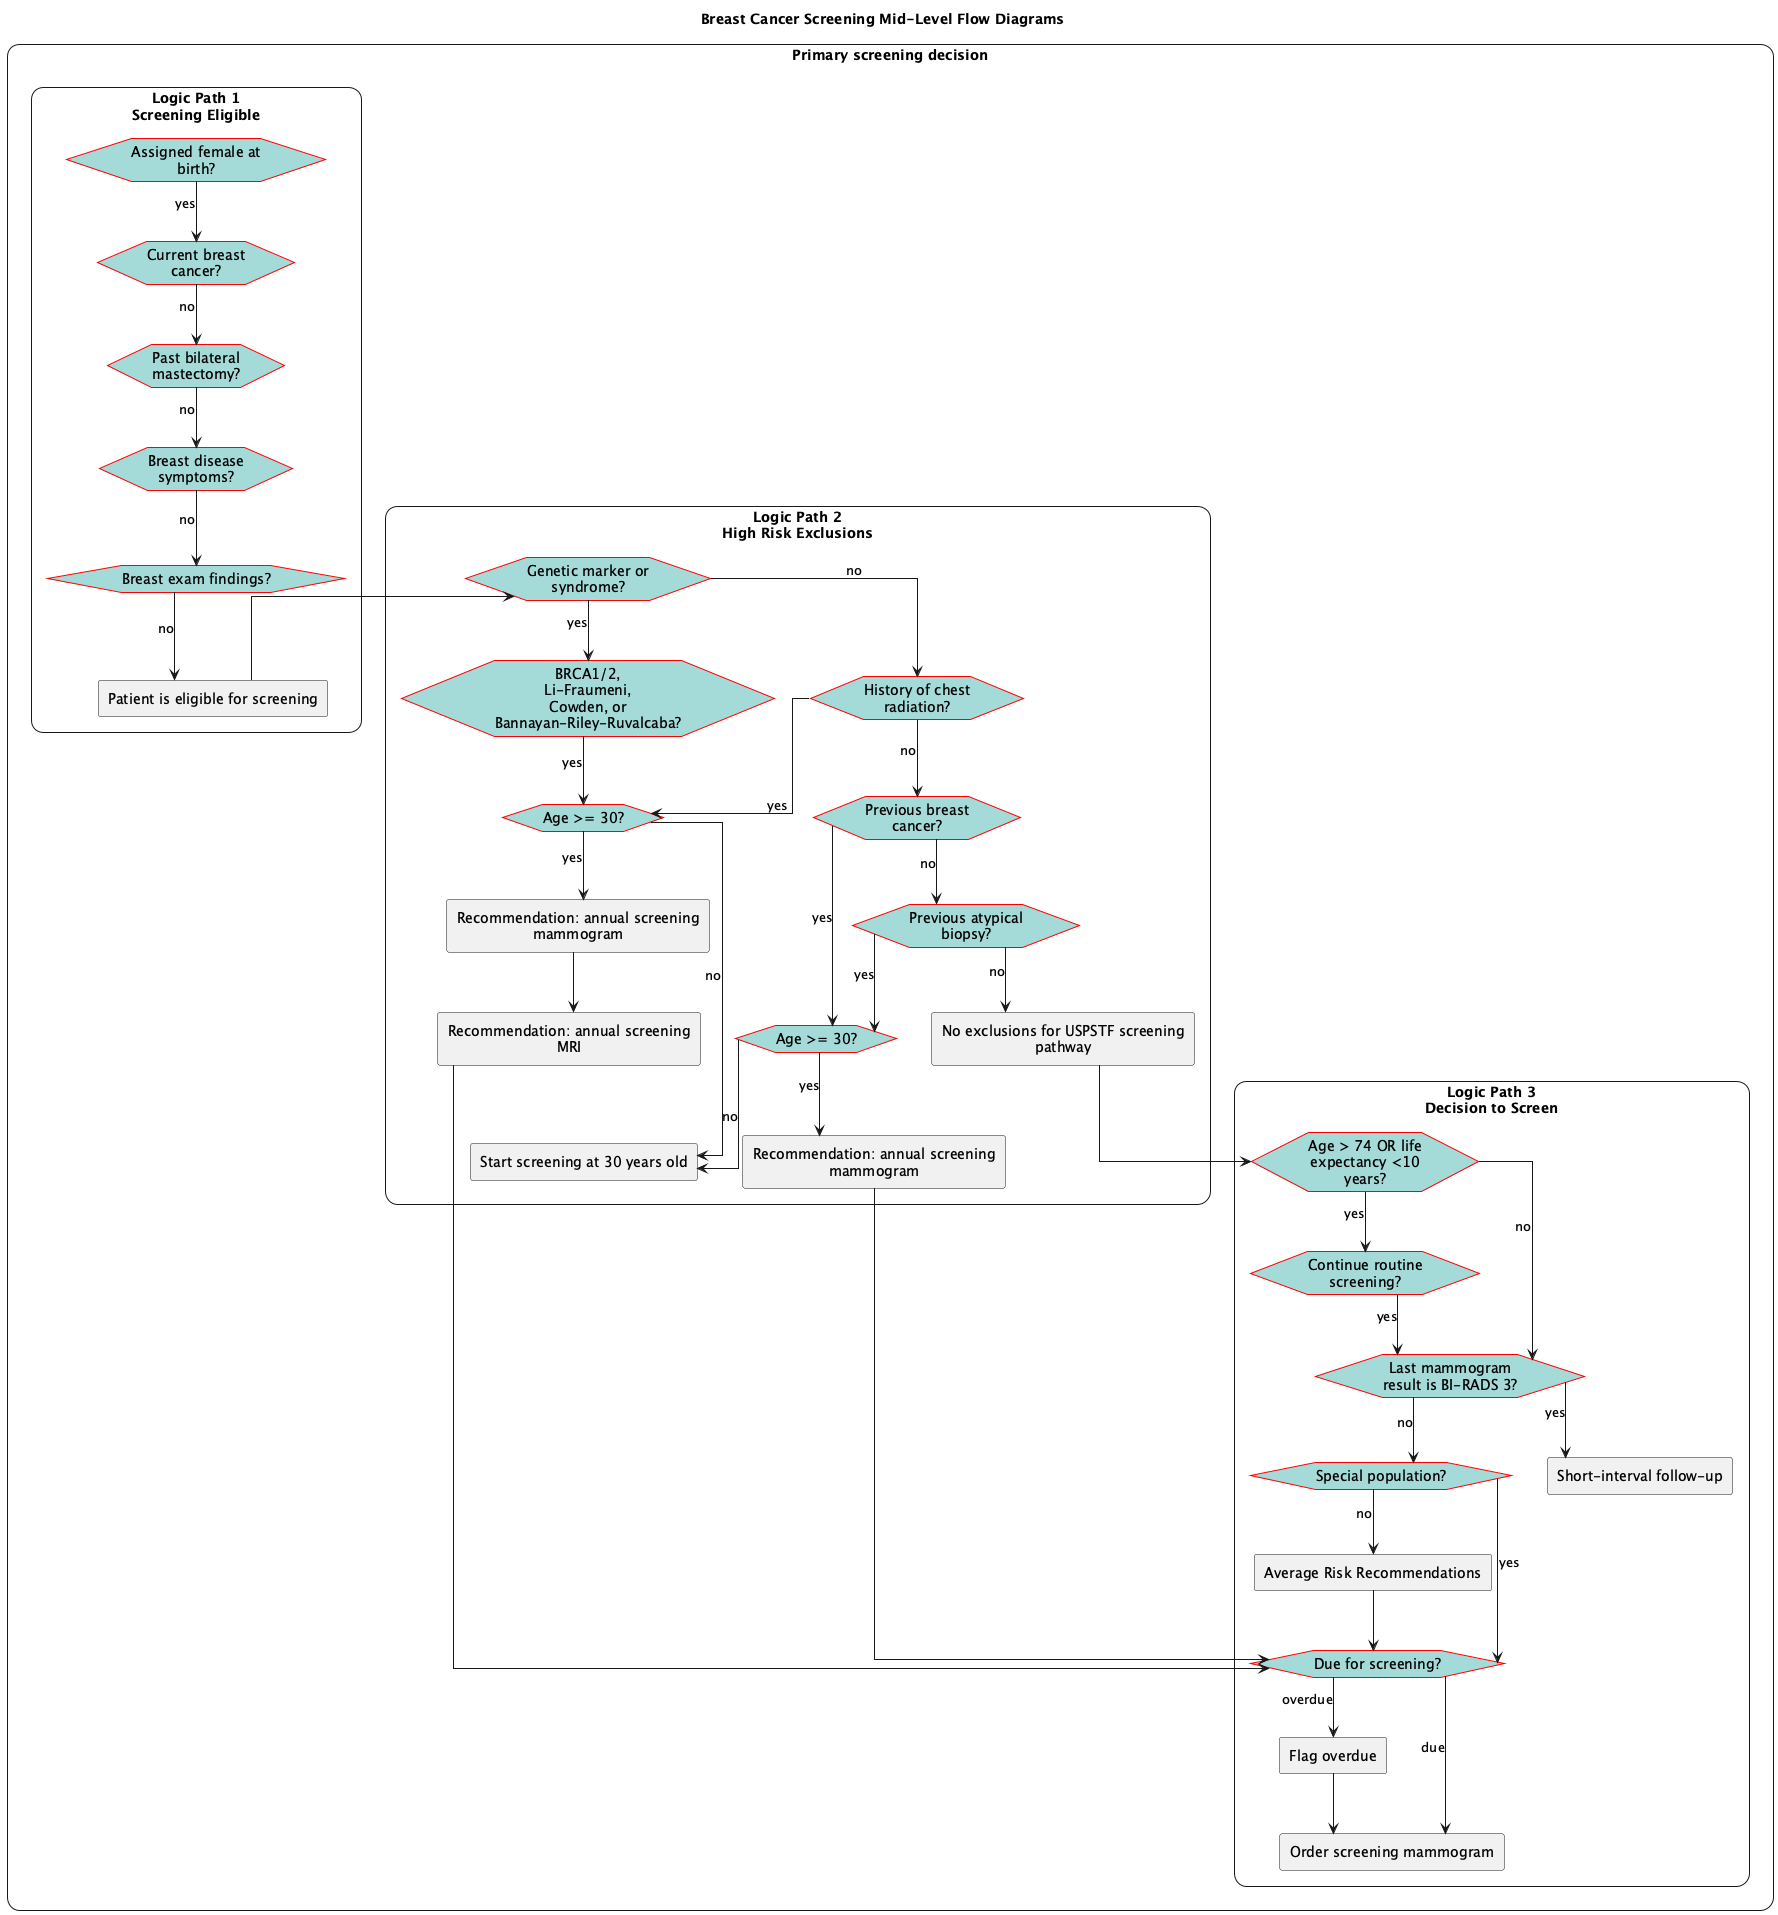 Breast Cancer Screening Mid-Level Flow Diagrams
Primary screening decision
Logic Path 1
Screening Eligible
Assigned female at
birth?
yes
Current breast
cancer?
no
Past bilateral
mastectomy?
no
Breast disease
symptoms?
no
Breast exam findings?
no
Patient is eligible for screening
Logic Path 2
High Risk Exclusions
Genetic marker or
syndrome?
no
yes
BRCA1/2,
Li-Fraumeni,
Cowden, or
Bannayan-Riley-Ruvalcaba?
History of chest
radiation?
yes
no
yes
Age >= 30?
Previous breast
cancer?
yes
no
Recommendation: annual screening
mammogram
yes
Previous atypical
biopsy?
no
yes
no
Recommendation: annual screening
MRI
Age >= 30?
No exclusions for USPSTF screening
pathway
yes
no
Start screening at 30 years old
Recommendation: annual screening
mammogram
Logic Path 3
Decision to Screen
Age > 74 OR life
expectancy <10
years?
yes
no
Continue routine
screening?
yes
Last mammogram
result is BI-RADS 3?
no
yes
Special population?
Short-interval follow-up
no
yes
Average Risk Recommendations
Due for screening?
overdue
due
Flag overdue
Order screening mammogram